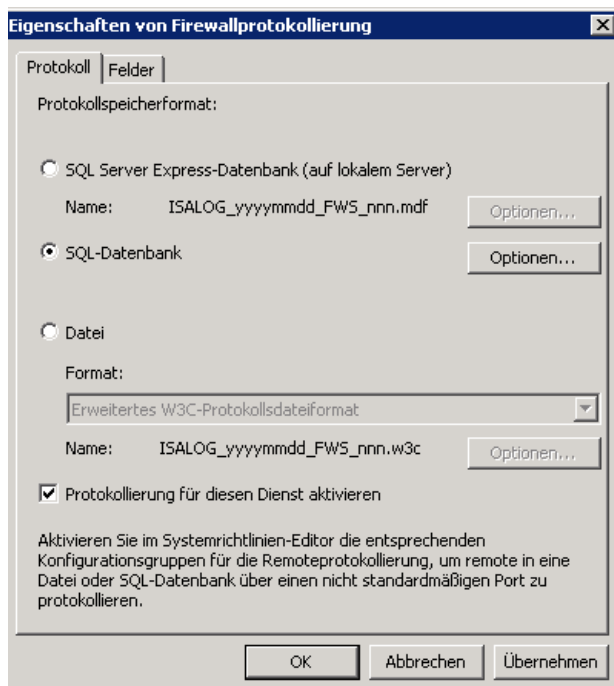 Eigenschaften von Firewallprotokollierung
Protokoll Felder
Protokollspeicherformat:
SQL Server Express-Datenbank (auf lokalem Server)
Name: ISALOG_yyyymmdd_FWS_nnn.mdf Optionen...
SQL-Datenbank Optionen...
Datei
Format:
Erweitertes W3C-Protokollsdateiformat
Name: ISALOG_yyyymmdd_FWS_nnn.w3c Optionen...
Protokollierung für diesen Dienst aktivieren
Aktivieren Sie im Systemrichtlinien-Editor die entsprechenden
Konfigurationsgruppen für die Remoteprotokollierung, um remote in eine
Datei oder SQL-Datenbank über einen nicht standardmäßigen Port zu
protokollieren.
OK Abbrechen Übernehmen